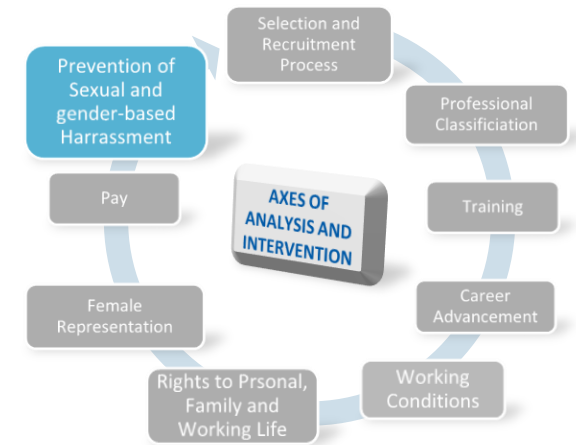 Selection and
Recruitment
Process
Professional
Classificiation
Training
Career
Advancement
Working
Conditions
Rights to Prsonal,
Family and
Working Life
Female
Representation
Pay
Prevention of
Sexual and
gender-based
Harrassment
AXES OF
ANALYSIS AND
INTERVENTION